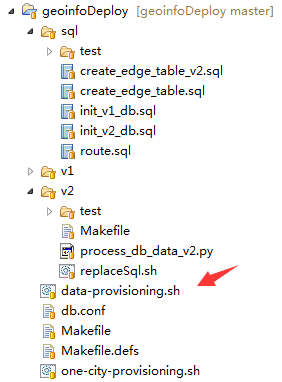 geoinfoDeploy [geoinfoDeploy master]
sql
test
create_edge_table_v2.sql
create_edge_table.sql
init_v1_db.sql
init_v2_db.sql
route.sql
v1
v2
test
Makefile
process_db_data_v2.py
replaceSql.sh
data-provisioning.sh
db.conf
Makefile
Makefile.defs
one-city-provisioning.sh